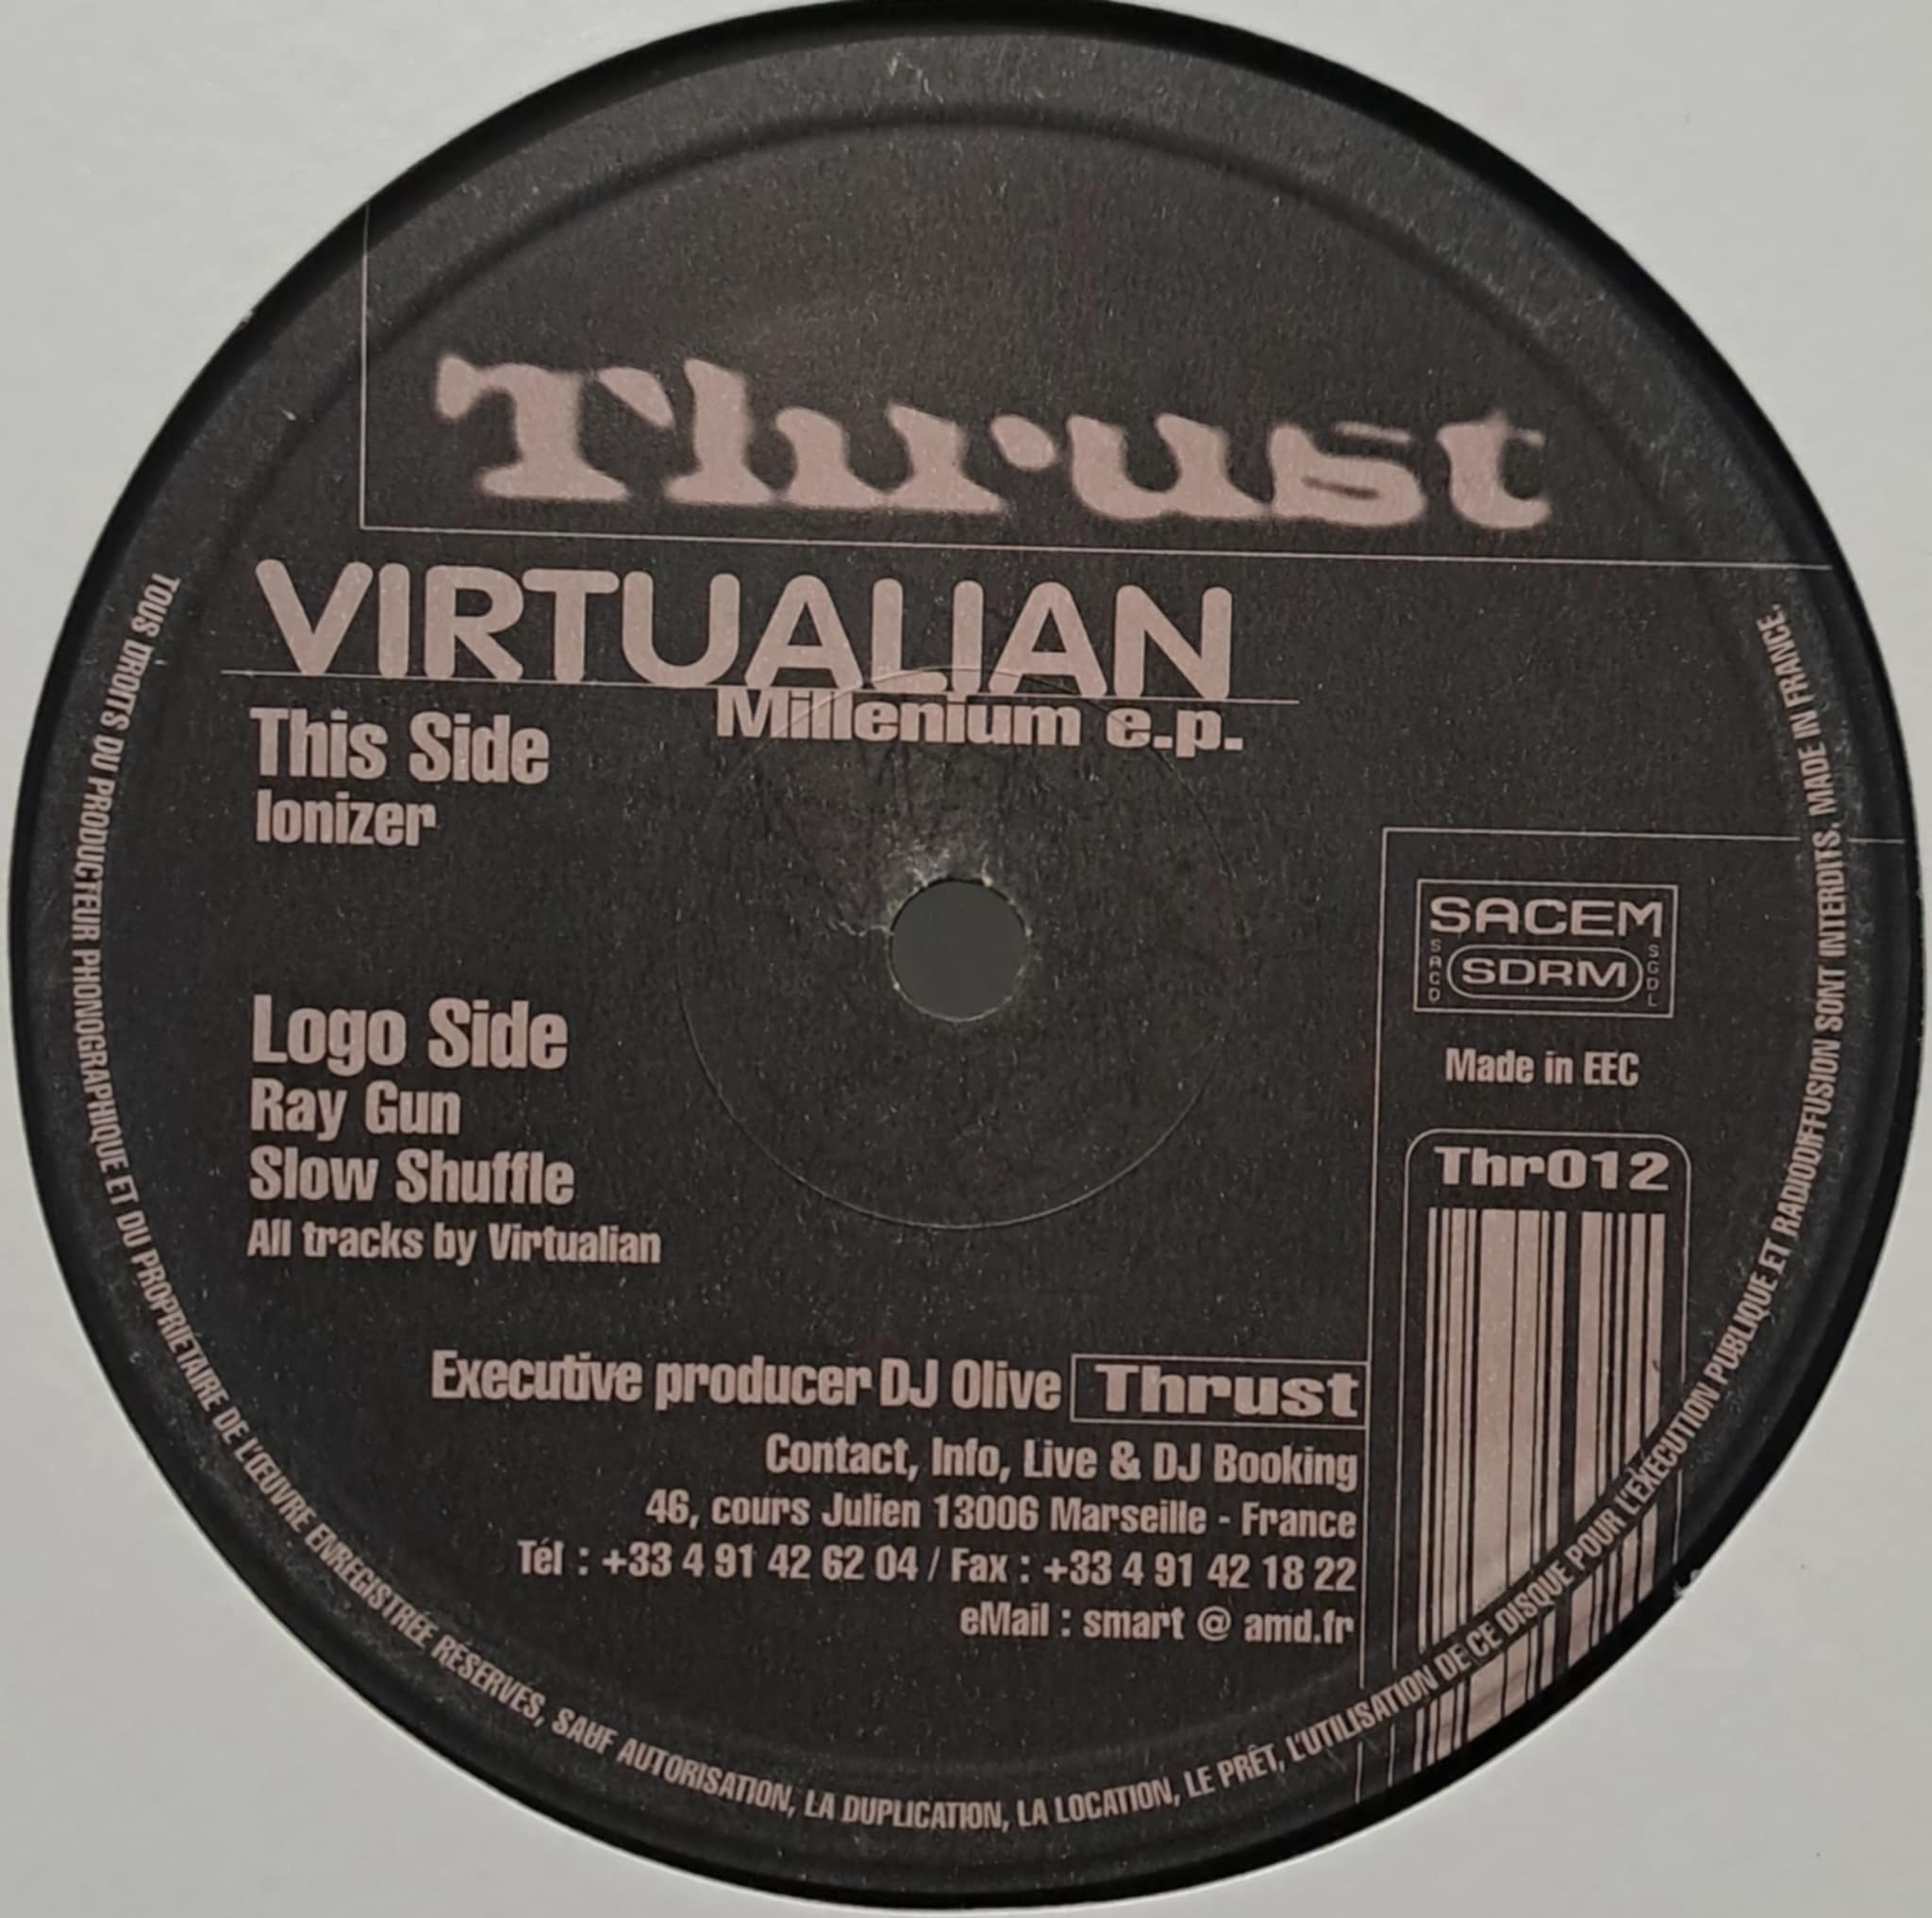 Thrust
VIRTUALIAN
Millenium e.p.
This Side
Ionizer
Logo Side
Ray Gun
Slow Shuffle
All tracks by Virtualian
Executive producer DJ Olive Thrust
Contact, Info, Live & DJ Booking
46, cours Julien 13006 Marseille - France
Tél : +33 4 91 42 62 04 / Fax : +33 4 91 42 18 22
eMail : smart @ amd.fr
SACEM
SACD SDRM SGDL
Made in EEC
Thr012
TOUS DROITS DU PRODUCTEUR PHONOGRAPHIQUE ET DU PROPRIÉTAIRE DE L'ŒUVRE ENREGISTRÉE RÉSERVÉS, SAUF AUTORISATION, LA DUPLICATION, LA LOCATION, LE PRÊT, L'UTILISATION DE CE DISQUE POUR L'EXÉCUTION PUBLIQUE ET RADIODIFFUSION SONT INTERDITS. MADE IN FRANCE.